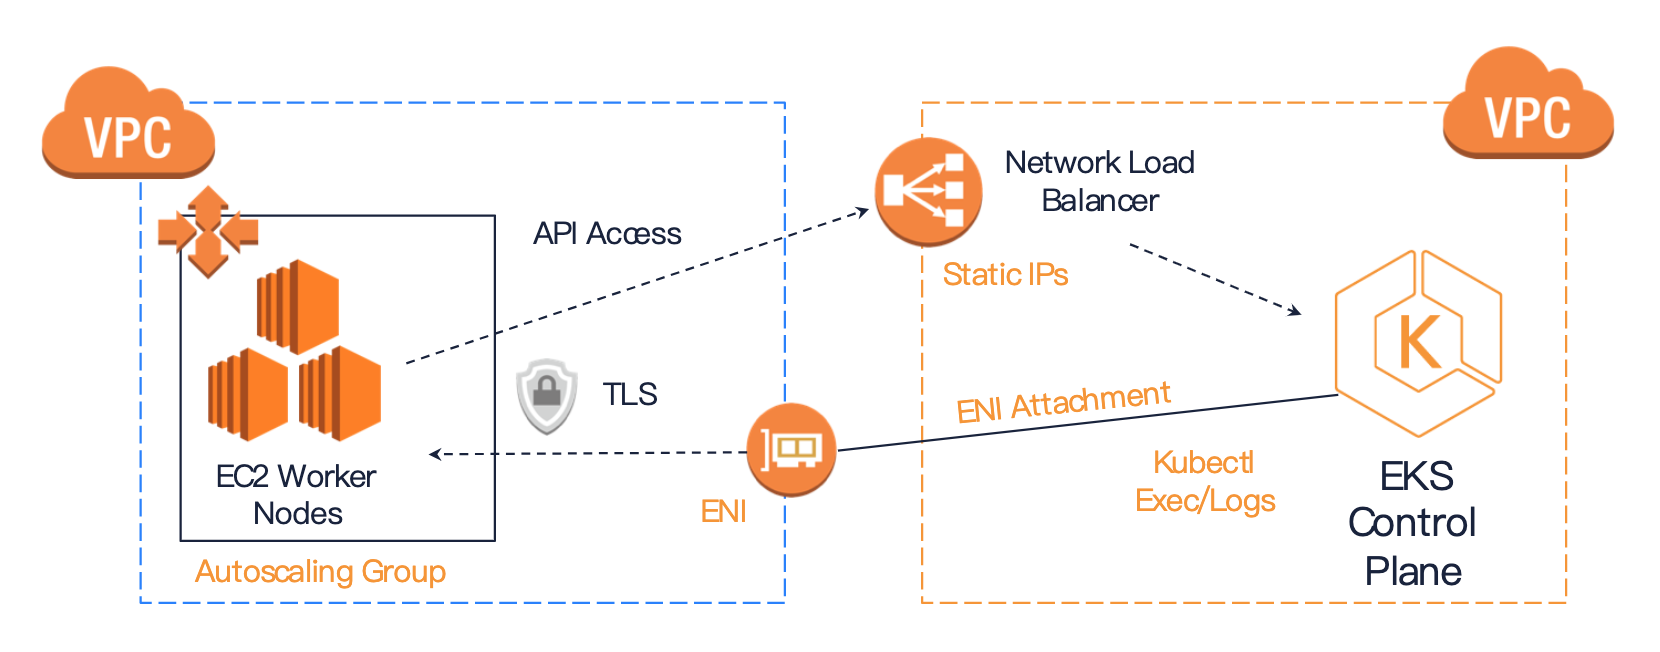 VPC
VPC
Network Load
Balancer
API Access
Static IPs
K
TLS
ENI Attachment
EC2 Worker
Nodes
Kubectl
Exec/Logs
EKS
Control
Plane
ENI
Autoscaling Group